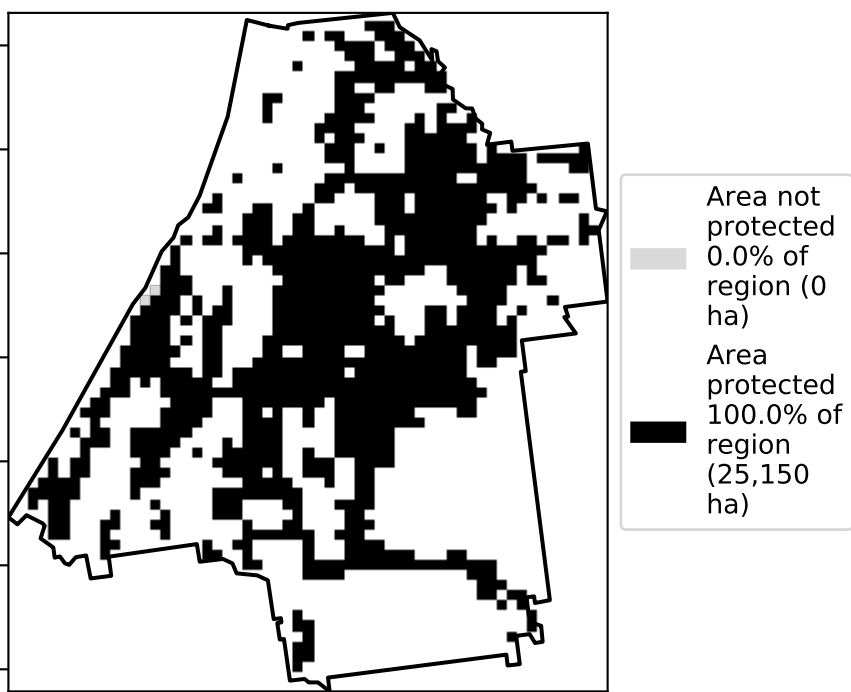 Area not
protected
0.0% of
region (0
ha)
Area
protected
100.0% of
region
(25,150
ha)